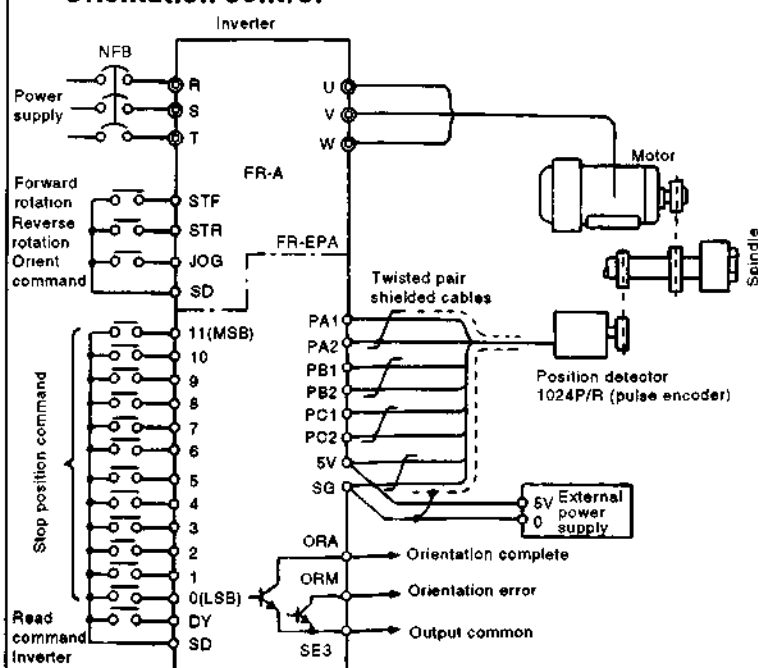 Orientation Control
Inverter
NFB
Power
supply
R
S
T
U
V
W
FR-A
Motor
Spindle
Forward
rotation
Reverse
rotation
Orient
command
STF
STR
JOG
SD
FR-EPA
Twisted pair
shielded cables
PA1
PA2
PB1
PB2
PC1
PC2
5V
SG
Position detector
1024P/R (pulse encoder)
5V
0
External
power
supply
Stop position command
11(MSB)
10
9
8
7
6
5
4
3
2
1
0(LSB)
DY
SD
Read
command
Inverter
ORA
Orientation complete
ORM
Orientation error
SE3
Output common